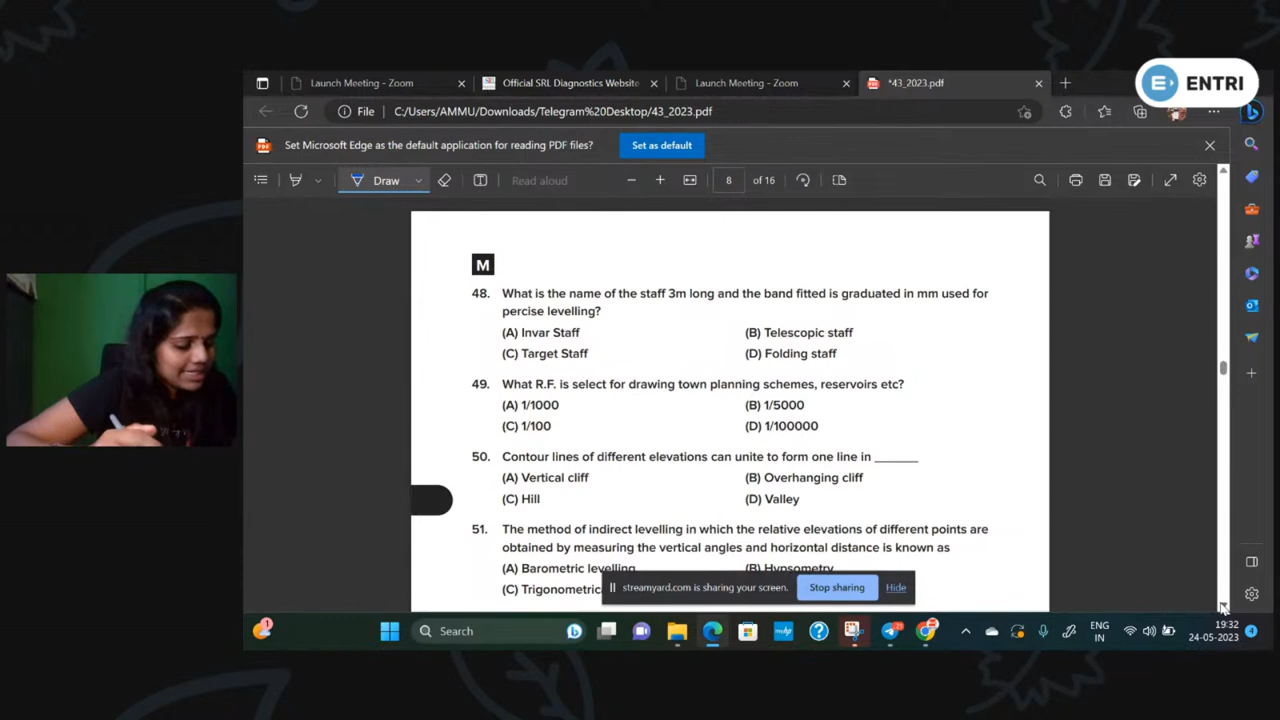 ENTRI
Launch Meeting - Zoom
Official SRL Diagnostics Website
Launch Meeting - Zoom
*43_2023.pdf
File
C:/Users/AMMU/Downloads/Telegram%20Desktop/43_2023.pdf
Set Microsoft Edge as the default application for reading PDF files?
Set as default
Draw
Read aloud
8
of 16
M
48. What is the name of the staff 3m long and the band fitted is graduated in mm used for
percise levelling?
(A) Invar Staff (B) Telescopic staff
(C) Target Staff (D) Folding staff
49. What R.F. is select for drawing town planning schemes, reservoirs etc?
(A) 1/1000 (B) 1/5000
(C) 1/100 (D) 1/100000
50. Contour lines of different elevations can unite to form one line in ______
(A) Vertical cliff (B) Overhanging cliff
(C) Hill (D) Valley
51. The method of indirect levelling in which the relative elevations of different points are
obtained by measuring the vertical angles and horizontal distance is known as
(A) Barometric levelling (B) Hypsometry
(C) Trigonometric
streamyard.com is sharing your screen.
Stop sharing
Hide
Search
ENG
IN
19:32
24-05-2023